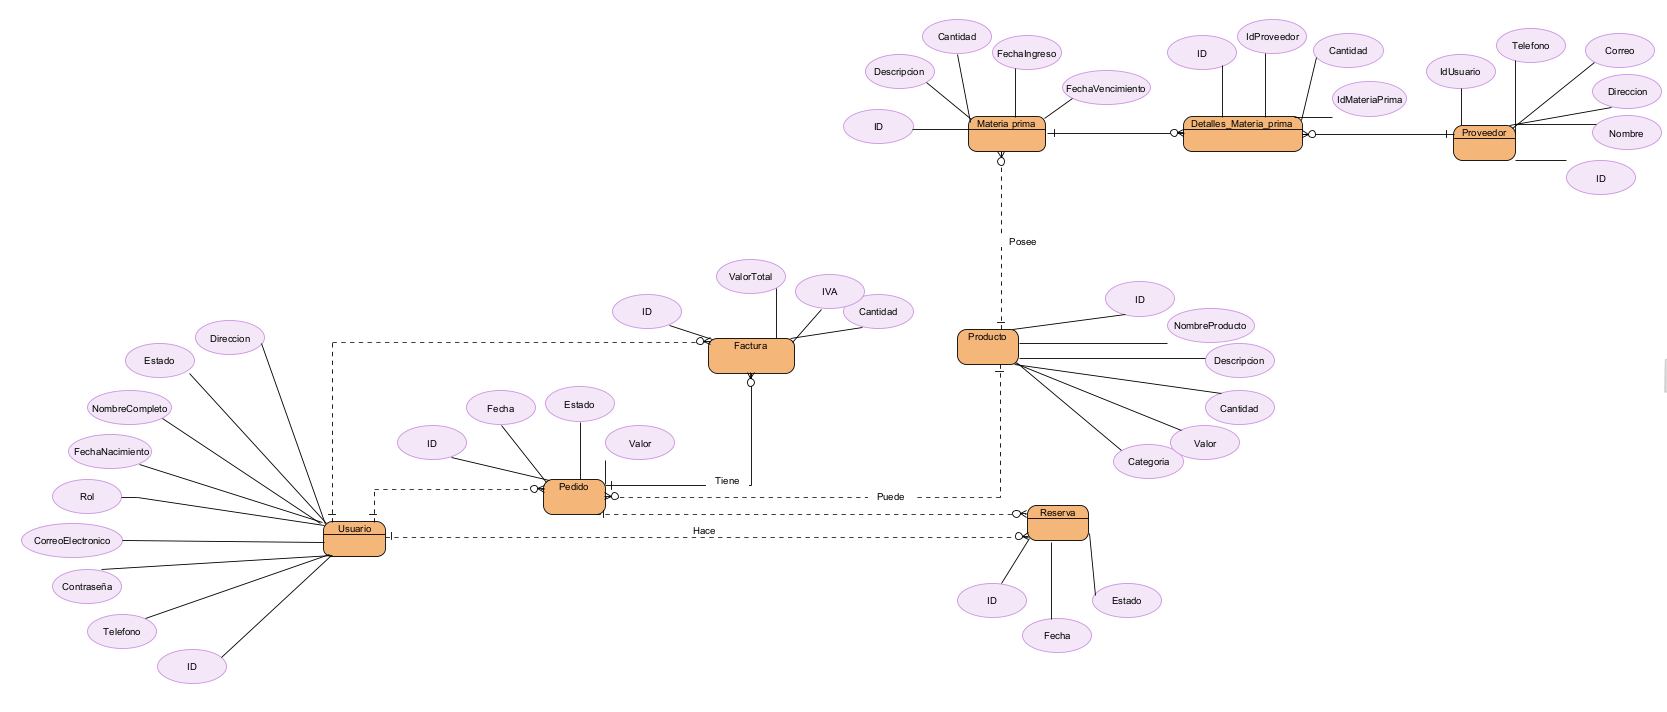 Cantidad
IdProveedor
Telefono
Correo
FechaIngreso
ID
Cantidad
Descripcion
IdUsuario
FechaVencimiento
Direccion
IdMateriaPrima
ID
Materia prima
Detalles_Materia_prima
Proveedor
Nombre
ID
Posee
ValorTotal
IVA
ID
ID
Cantidad
NombreProducto
Direccion
Factura
Producto
Estado
Descripcion
NombreCompleto
Fecha
Estado
Cantidad
ID
Valor
Valor
FechaNacimiento
Categoria
Tiene
Pedido
Rol
Puede
Reserva
Usuario
Hace
CorreoElectronico
Contraseña
ID
Estado
Telefono
Fecha
ID